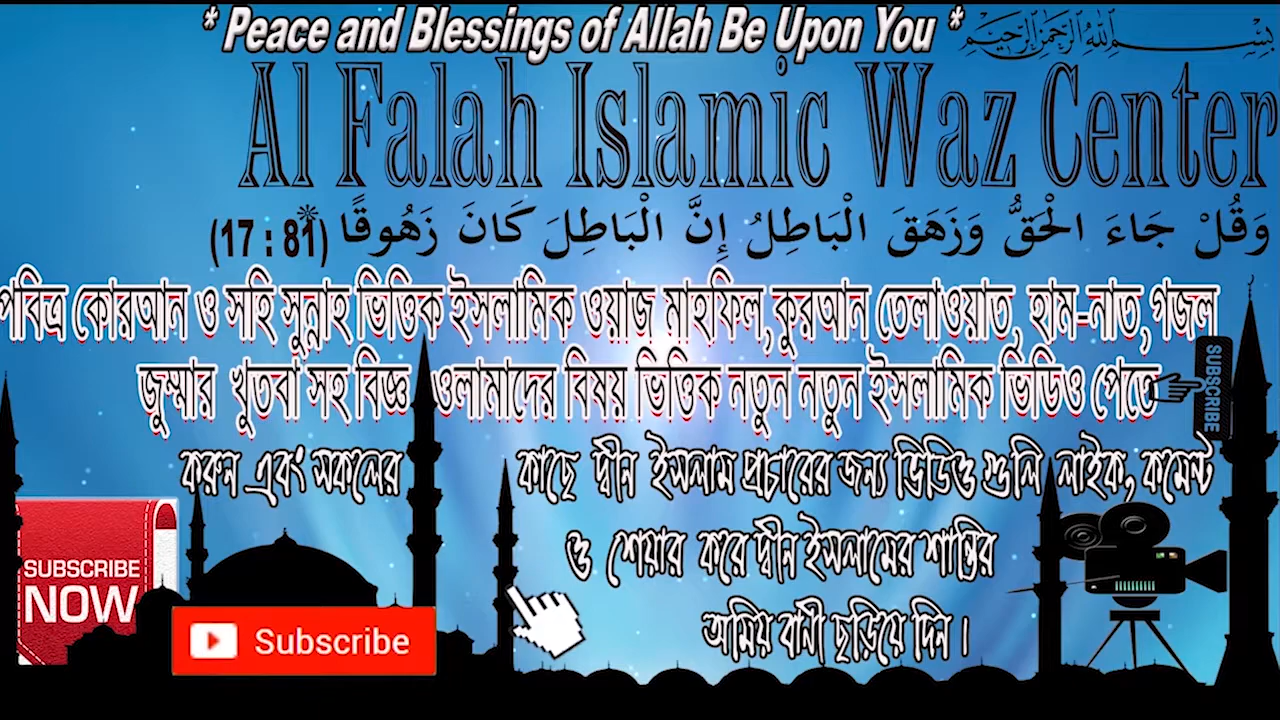 * Peace and Blessings of Allah Be Upon You *
بِسْمِ اللهِ الرَّحْمٰنِ الرَّحِيْمِ
Al Falah Islamic Waz Center
وَقُلْ جَاءَ الْحَقُّ وَزَهَقَ الْبَاطِلُ إِنَّ الْبَاطِلَ كَانَ زَهُوقًا (17 : 81)
পবিত্র কোরআন ও সহি সুন্নাহ ভিত্তিক ইসলামিক ওয়াজ মাহফিল,কুরআন তেলাওয়াত, হাম-নাত,গজল
জুম্মার খুতবা সহ বিজ্ঞ ওলামাদের বিষয় ভিত্তিক নতুন নতুন ইসলামিক ভিডিও পেতে
SUBSCRIBE
করুন এবং সকলের কাছে দ্বীন ইসলাম প্রচারের জন্য ভিডিও গুলি লাইক, কমেন্ট
ও শেয়ার করে দ্বীন ইসলামের শান্তির
অমিয় বানী ছড়িয়ে দিন।
SUBSCRIBE
NOW
Subscribe